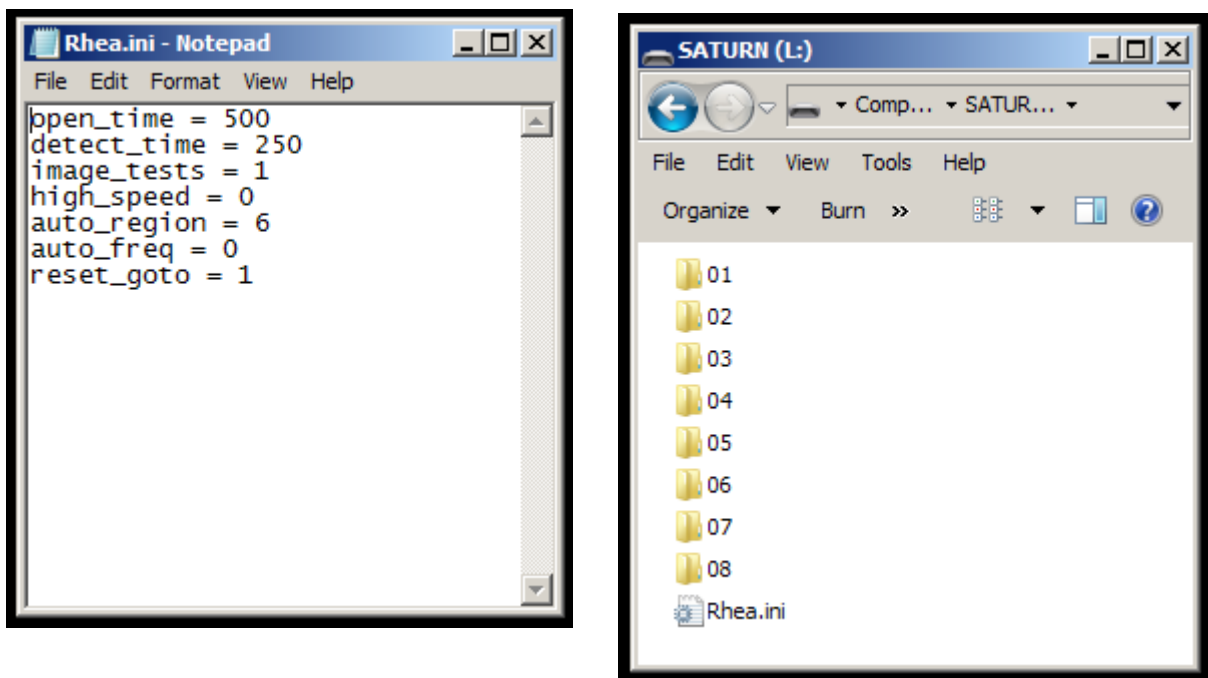 Rhea.ini - Notepad
File Edit Format View Help
open_time = 500
detect_time = 250
image_tests = 1
high_speed = 0
auto_region = 6
auto_freq = 0
reset_goto = 1
SATURN (L:)
Comp... SATUR...
File Edit View Tools Help
Organize Burn »
01
02
03
04
05
06
07
08
Rhea.ini